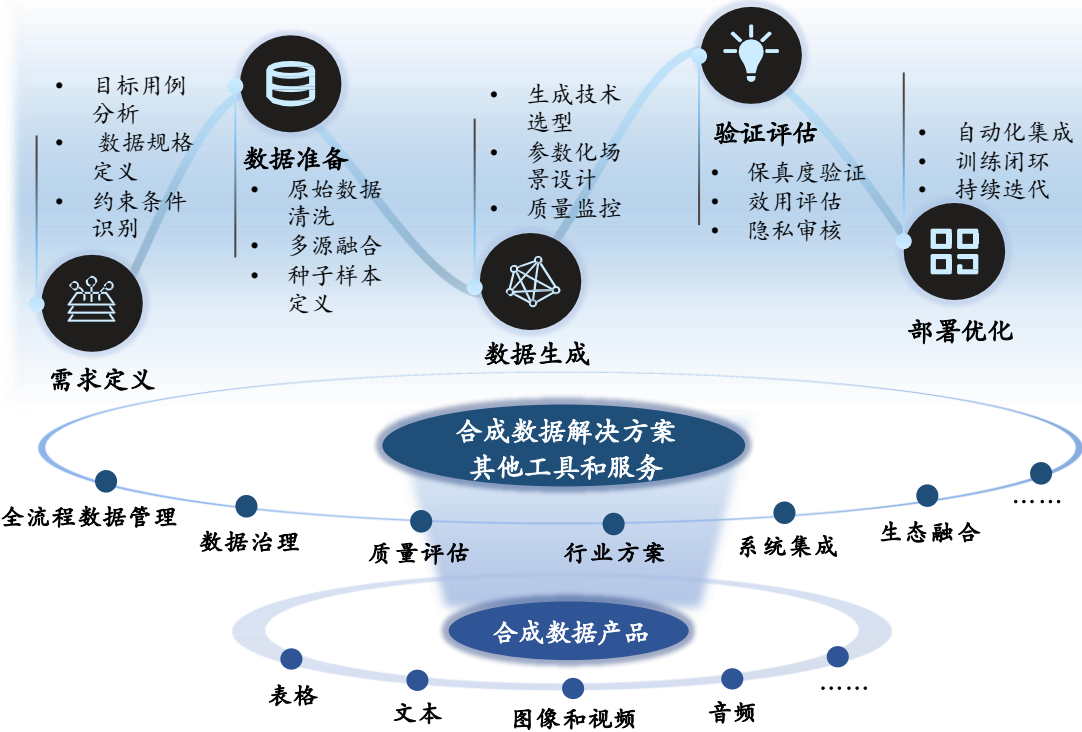 • 目标用例
分析
• 数据规格
定义
• 约束条件
识别
需求定义
数据准备
• 原始数据
清洗
• 多源融合
• 种子样本
定义
• 生成技术
选型
• 参数化场
景设计
• 质量监控
数据生成
验证评估
• 保真度验证
• 效用评估
• 隐私审核
• 自动化集成
• 训练闭环
• 持续迭代
部署优化
合成数据解决方案
其他工具和服务
全流程数据管理
数据治理
质量评估
行业方案
系统集成
生态融合
……
合成数据产品
表格
文本
图像和视频
音频
……